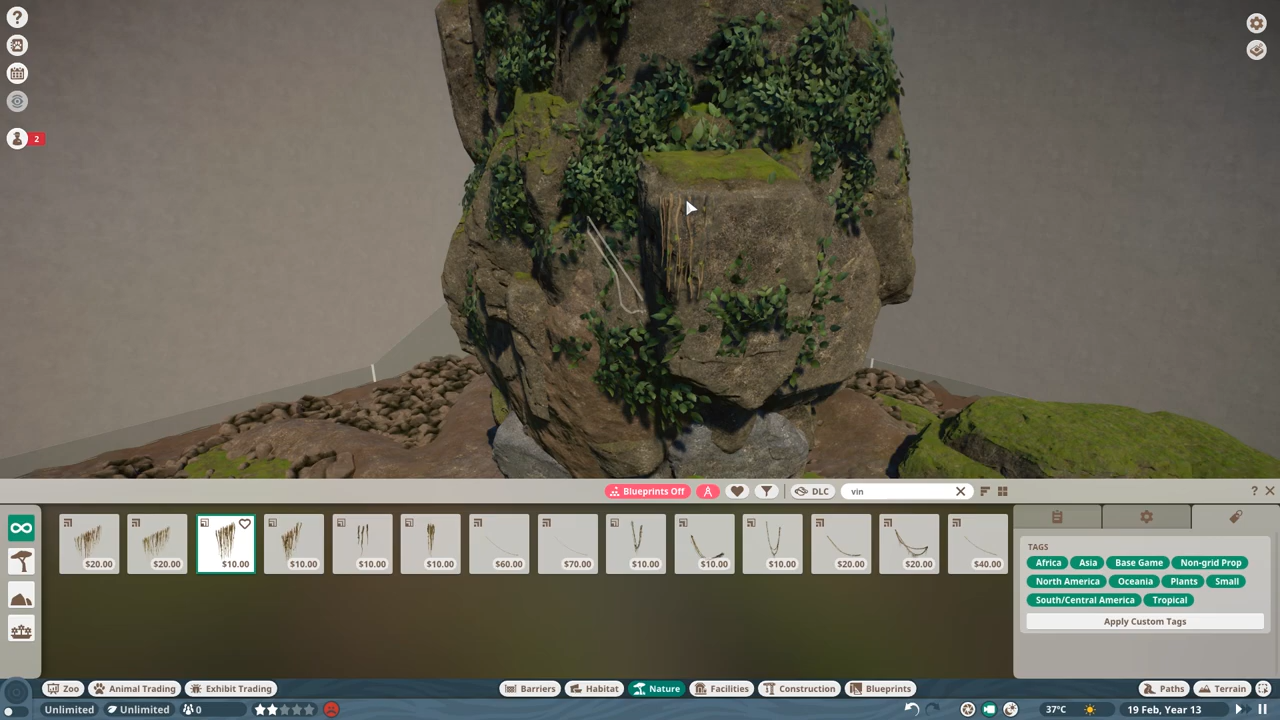 ?
2
Blueprints Off
DLC
vin
?
$20.00
$20.00
$10.00
$10.00
$10.00
$10.00
$60.00
$70.00
$10.00
$10.00
$10.00
$20.00
$20.00
$40.00
TAGS
Africa
Asia
Base Game
Non-grid Prop
North America
Oceania
Plants
Small
South/Central America
Tropical
Apply Custom Tags
Zoo
Animal Trading
Exhibit Trading
Barriers
Habitat
Nature
Facilities
Construction
Blueprints
Paths
Terrain
Unlimited
Unlimited
0
37°C
19 Feb, Year 13